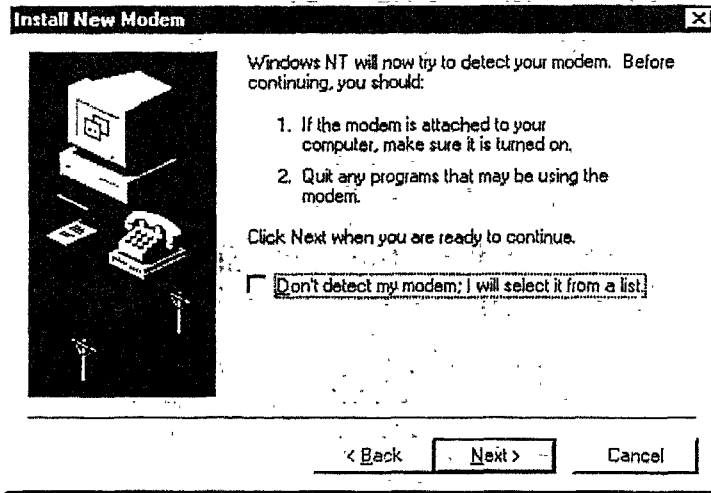 Install New Modem
Windows NT will now try to detect your modem. Before
continuing, you should:
1. If the modem is attached to your
computer, make sure it is turned on.
2. Quit any programs that may be using the
modem.
Click Next when you are ready to continue.
Don't detect my modem; I will select it from a list.
< Back
Next >
Cancel